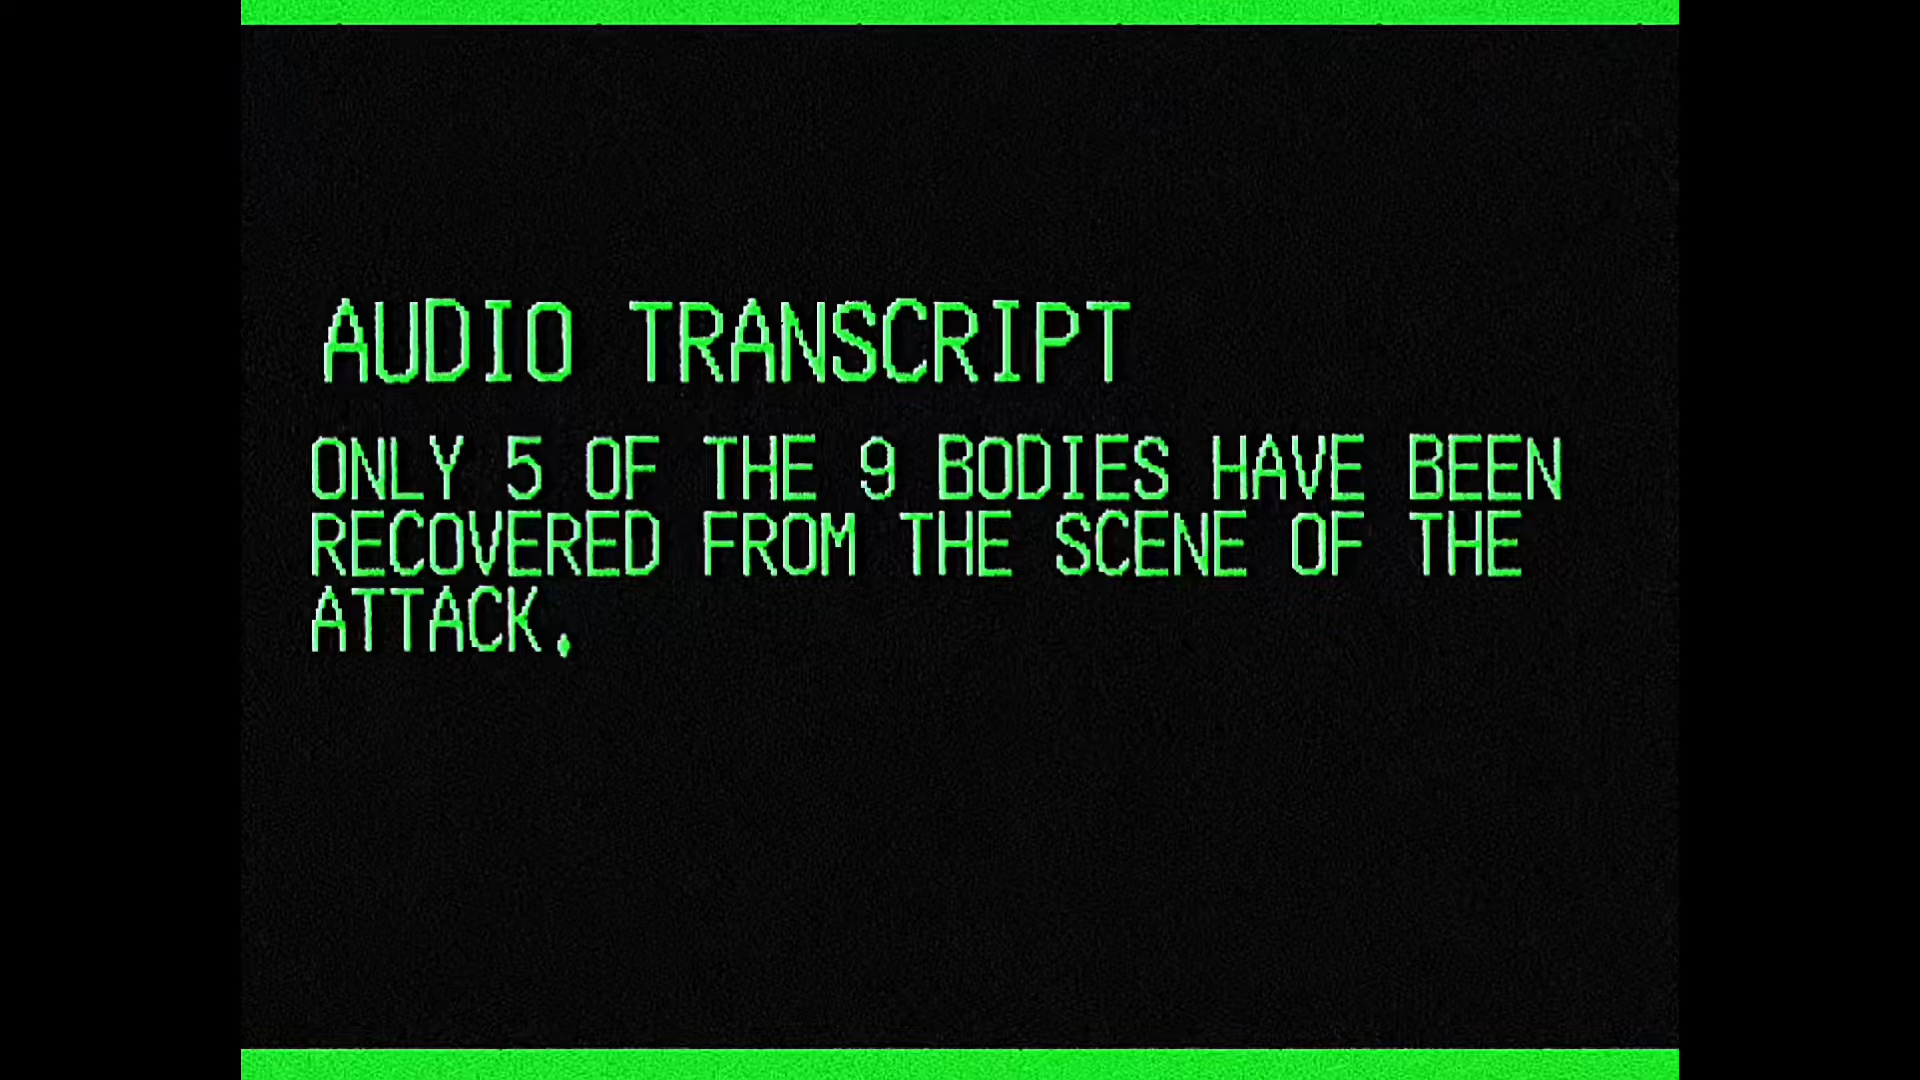 AUDIO TRANSCRIPT
ONLY 5 OF THE 9 BODIES HAVE BEEN
RECOVERED FROM THE SCENE OF THE
ATTACK.